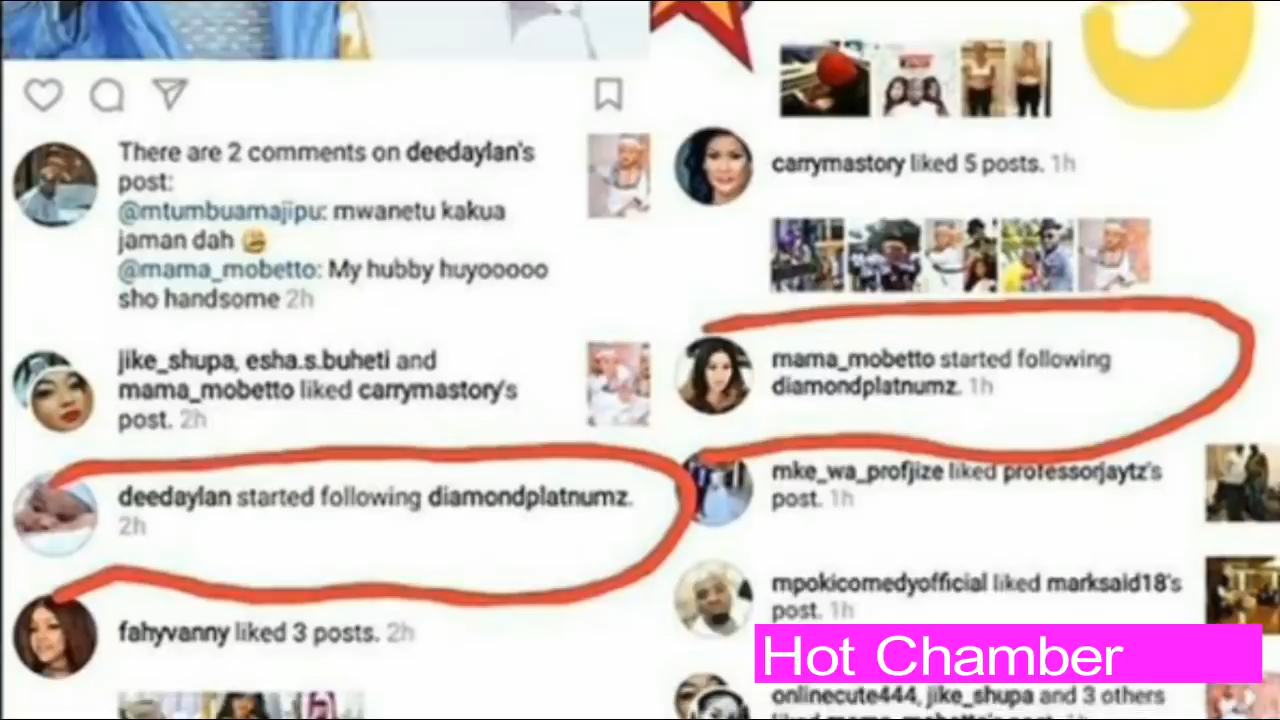 There are 2 comments on deedaylan's
post:
@mtumbuamajipu: mwanetu kakua
jaman dah
@mama_mobetto: My hubby huyooooo
sho handsome 2h
jike_shupa, esha.s.buheti and
mama_mobetto liked carrymastory's
post. 2h
deedaylan started following diamondplatnumz.
2h
fahyvanny liked 3 posts. 2h
carrymastory liked 5 posts. 1h
mama_mobetto started following
diamondplatnumz. 1h
mke_wa_profjize liked professorjaytz's
post. 1h
mpokicomedyofficial liked marksaid18's
post. 1h
Hot Chamber
onlinecute444, jike_shupa and 3 others
liked mama_mobetto's post.